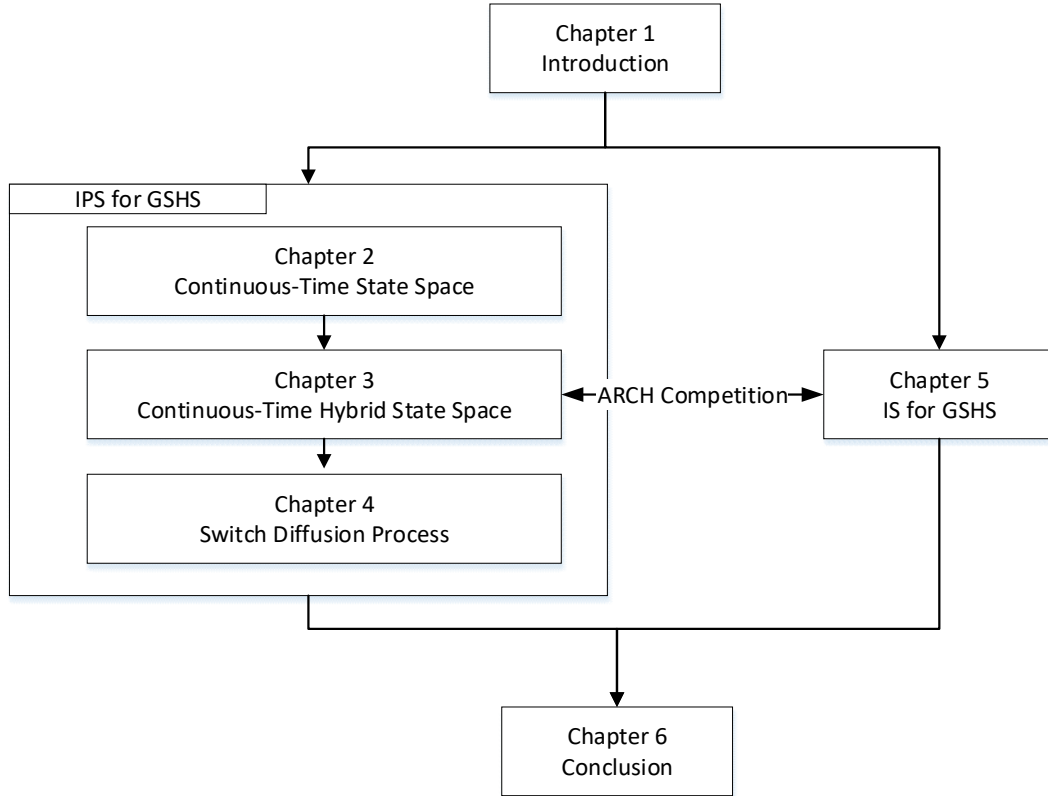 Chapter 1
Introduction
IPS for GSHS
Chapter 2
Continuous-Time State Space
Chapter 3
Continuous-Time Hybrid State Space
ARCH Competition
Chapter 5
IS for GSHS
Chapter 4
Switch Diffusion Process
Chapter 6
Conclusion